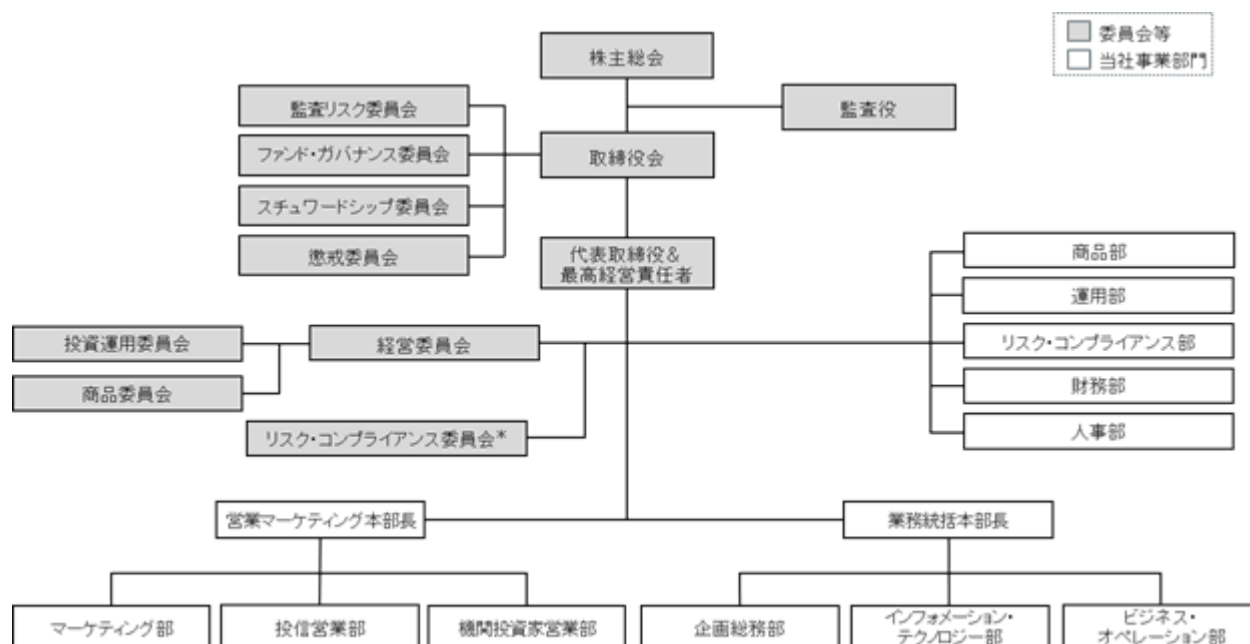 委員会等
当社事業部門
株主総会
監査役
監査リスク委員会
ファンド・ガバナンス委員会
取締役会
スチュワードシップ委員会
懲戒委員会
代表取締役&
最高経営責任者
商品部
運用部
投資運用委員会
経営委員会
リスク・コンプライアンス部
商品委員会
財務部
リスク・コンプライアンス委員会*
人事部
営業マーケティング本部長
業務統括本部長
マーケティング部
投信営業部
機関投資家営業部
企画総務部
インフォメーション・
テクノロジー部
ビジネス・
オペレーション部